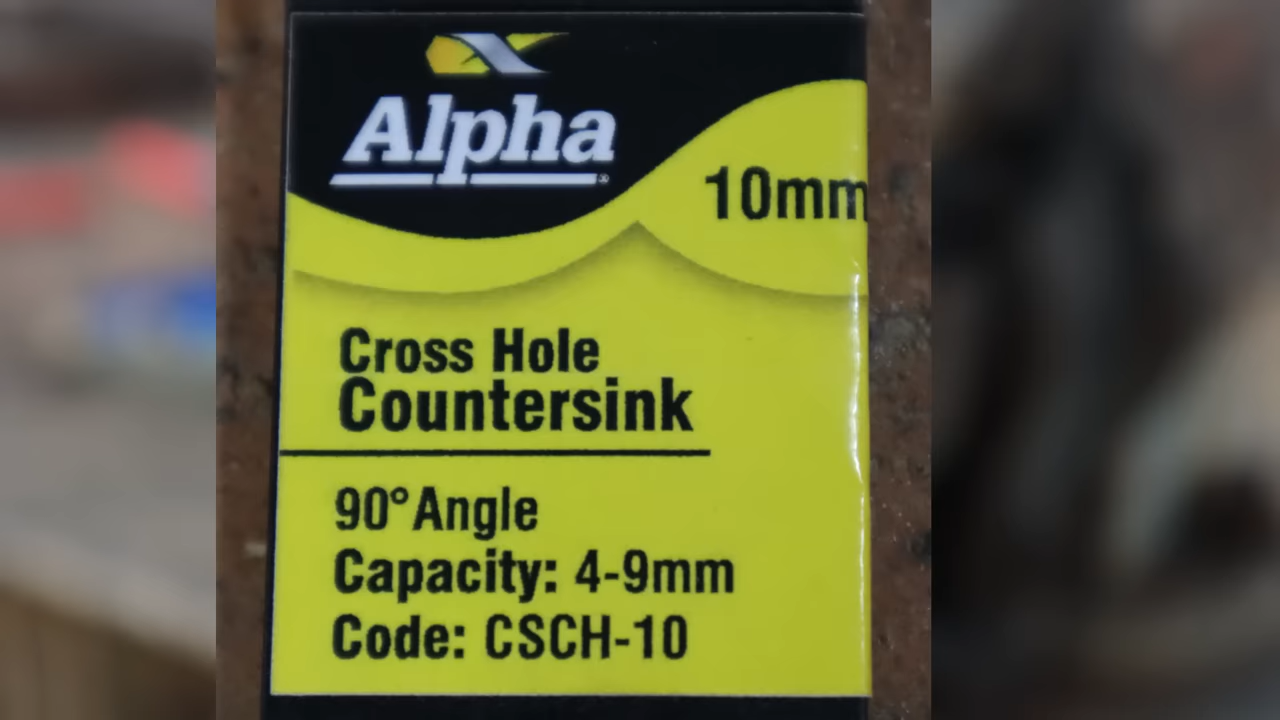 Alpha®
10mm
Cross Hole
Countersink
90°Angle
Capacity: 4-9mm
Code: CSCH-10